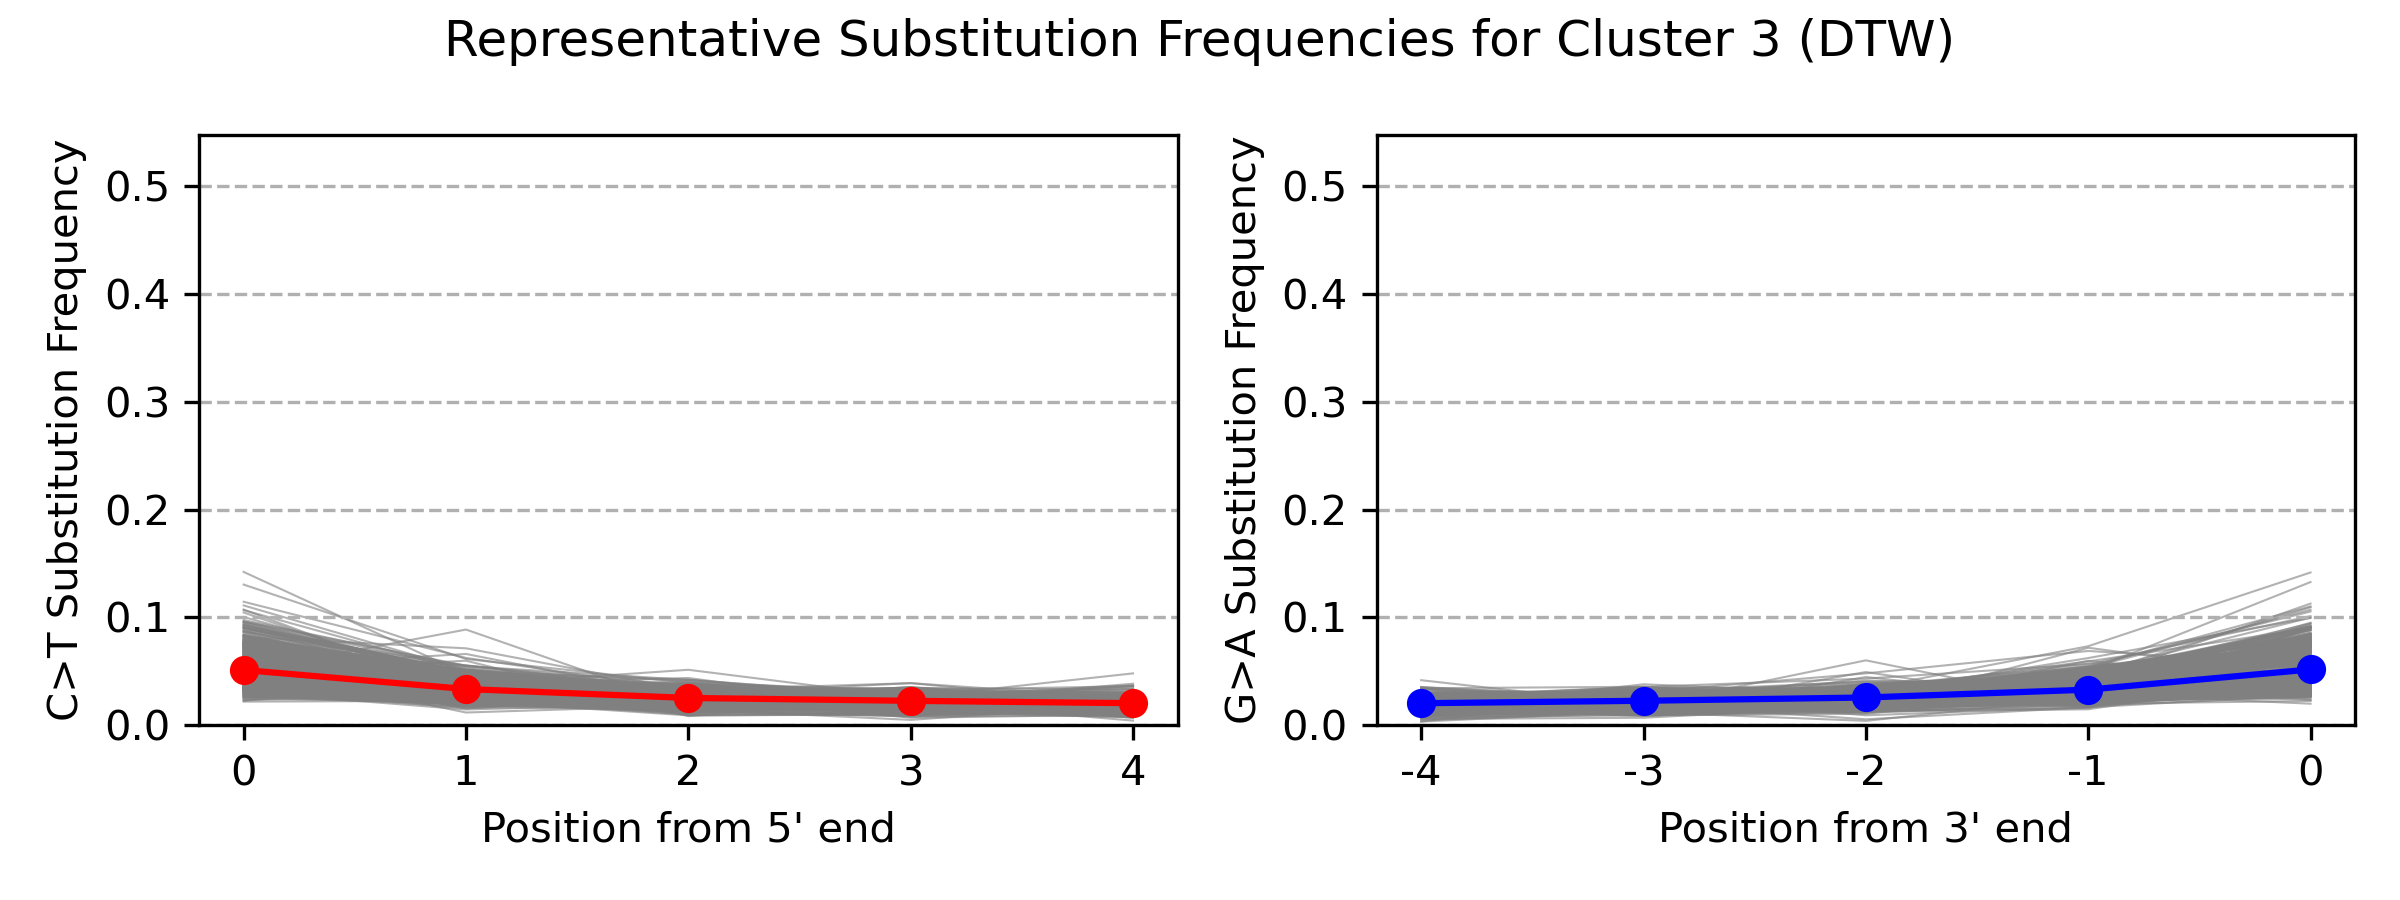 Representative Substitution Frequencies for Cluster 3 (DTW)
C>T Substitution Frequency
0.5
0.4
0.3
0.2
0.1
0.0
0 1 2 3 4
Position from 5' end
G>A Substitution Frequency
0.5
0.4
0.3
0.2
0.1
0.0
-4 -3 -2 -1 0
Position from 3' end